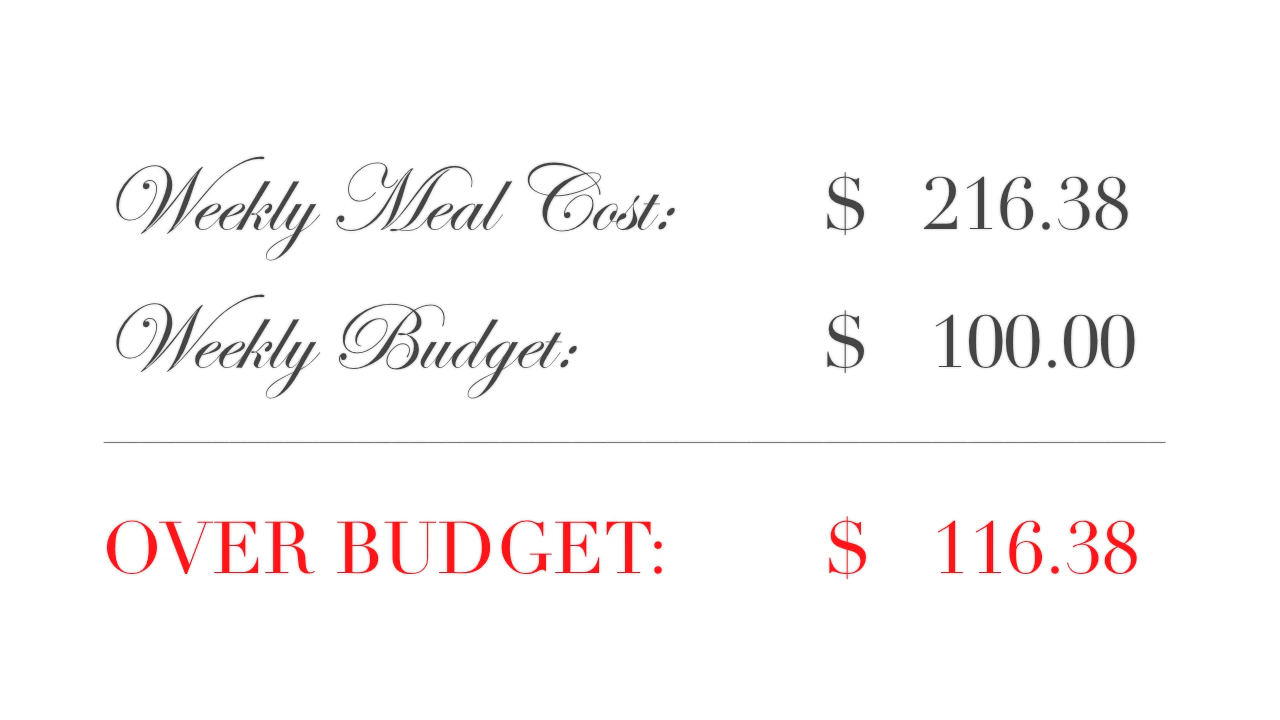 Weekly Meal Cost: $ 216.38
Weekly Budget: $ 100.00
OVER BUDGET: $ 116.38